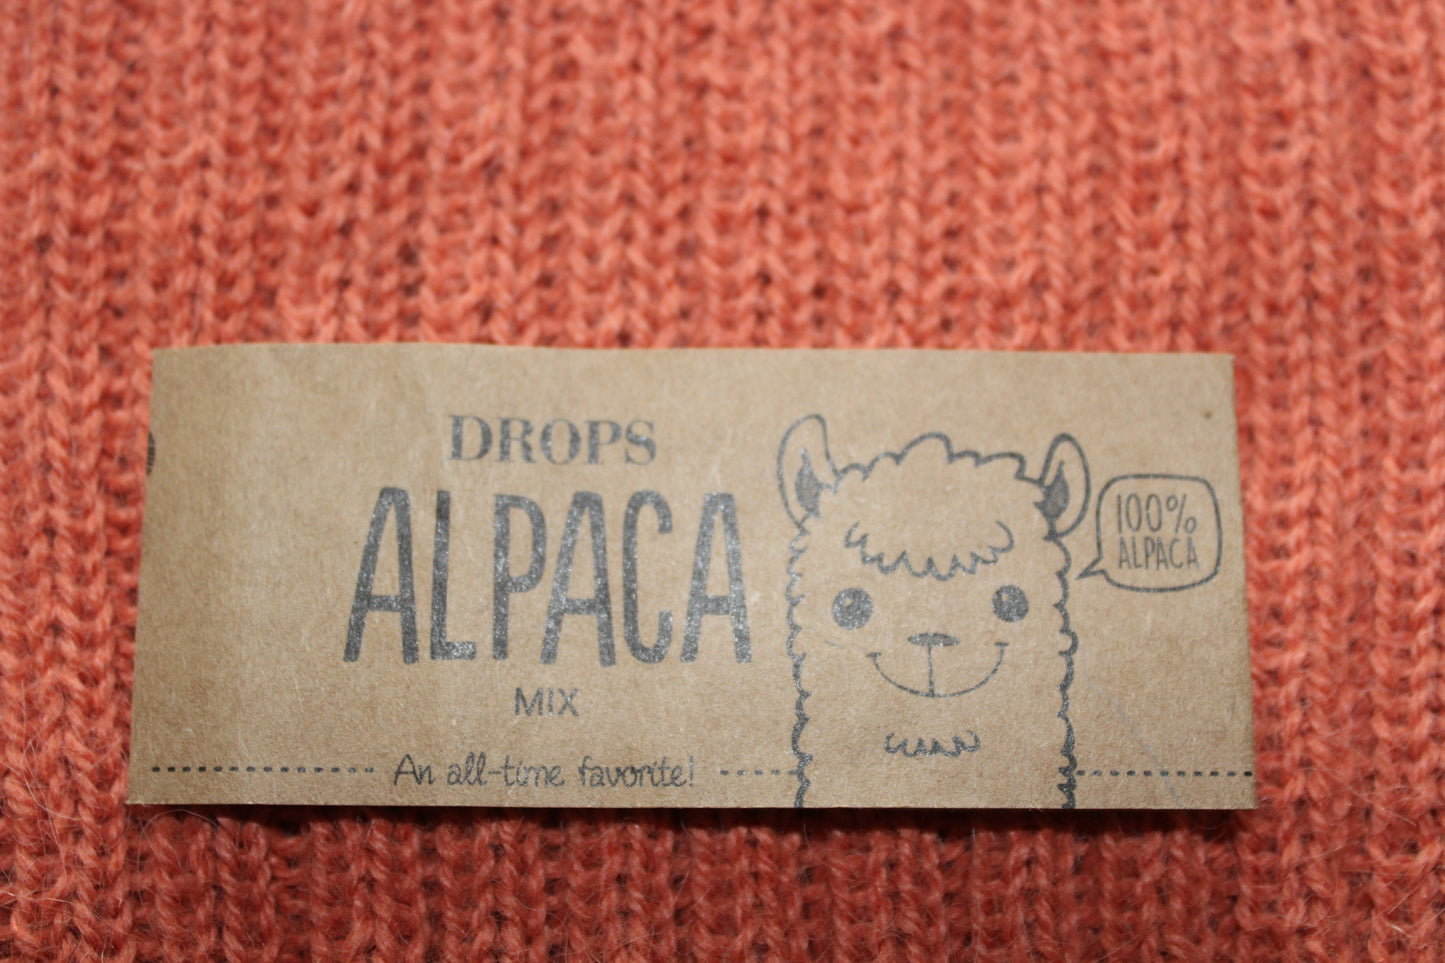 DROPS
ALPACA
MIX
An all-time favorite!
100%
ALPACA